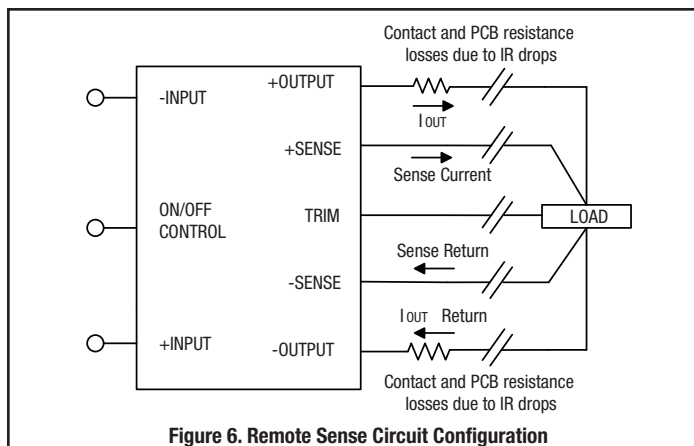 Contact and PCB resistance
losses due to IR drops
+OUTPUT
-INPUT
IOUT
+SENSE
Sense Current
ON/OFF
CONTROL
TRIM
LOAD
Sense Return
-SENSE
IOUT Return
+INPUT
-OUTPUT
Contact and PCB resistance
losses due to IR drops
Figure 6. Remote Sense Circuit Configuration